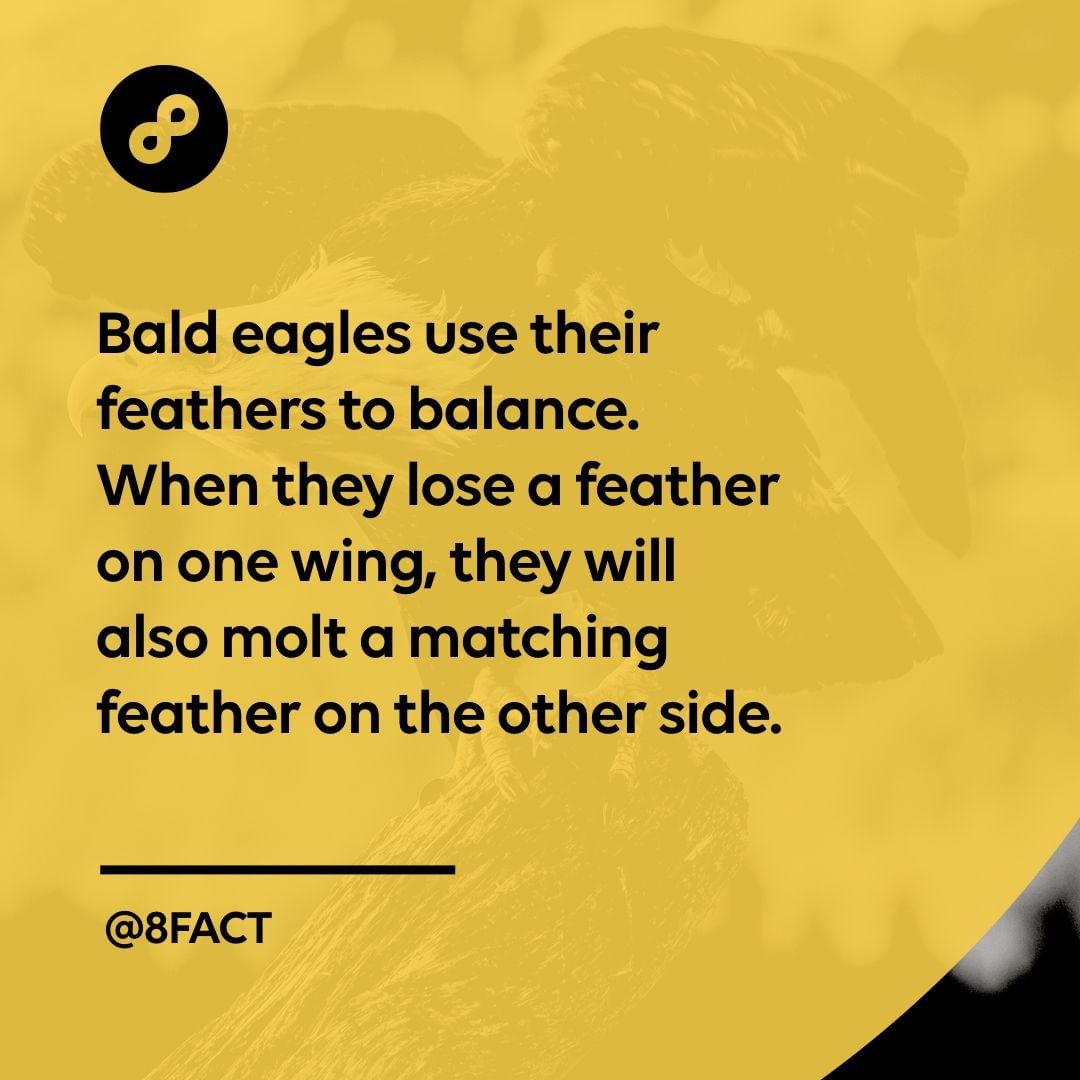 Bald eagles use their
feathers to balance.
When they lose a feather
on one wing, they will
also molt a matching
feather on the other side.
@8FACT